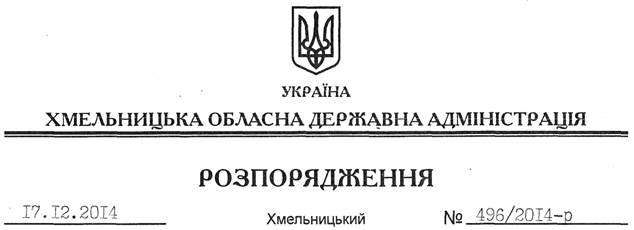 УКРАЇНА
ХМЕЛЬНИЦЬКА ОБЛАСНА ДЕРЖАВНА АДМІНІСТРАЦІЯ
РОЗПОРЯДЖЕННЯ
17.12.2014 Хмельницький № 496/2014-р